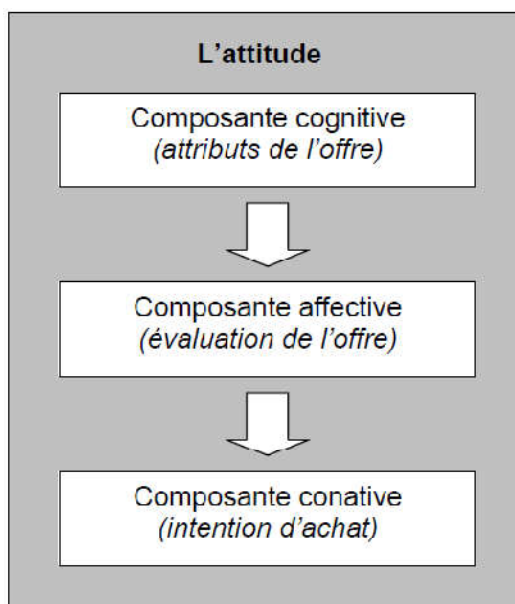 L'attitude
Composante cognitive
(attributs de l'offre)
Composante affective
(évaluation de l'offre)
Composante conative
(intention d'achat)